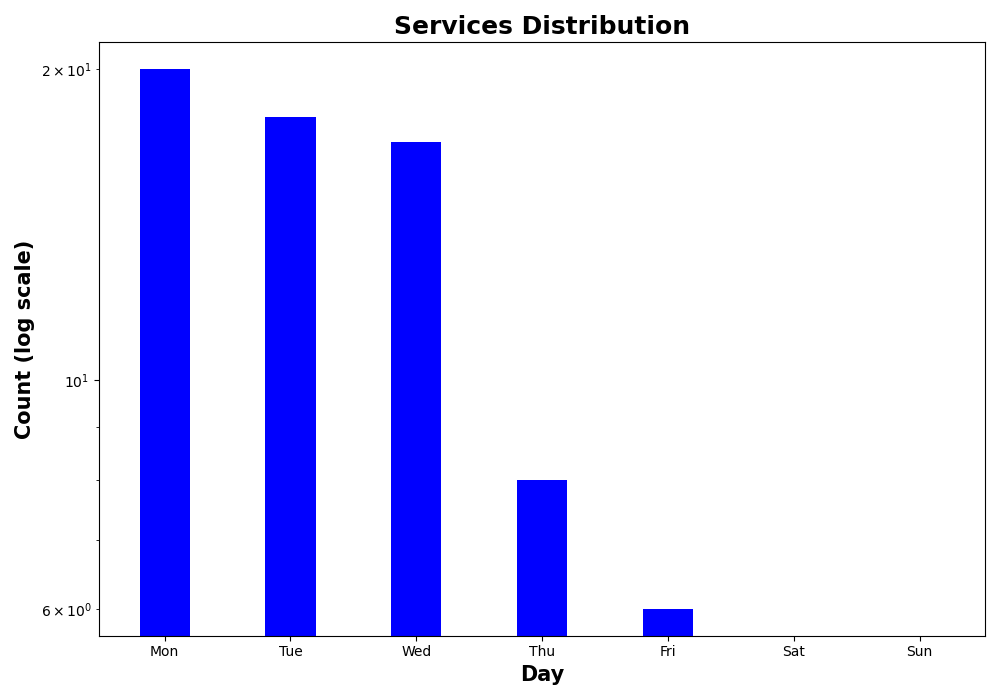 Services Distribution
Count (log scale)
2 × 10¹
10¹
6 × 10⁰
Mon Tue Wed Thu Fri Sat Sun
Day